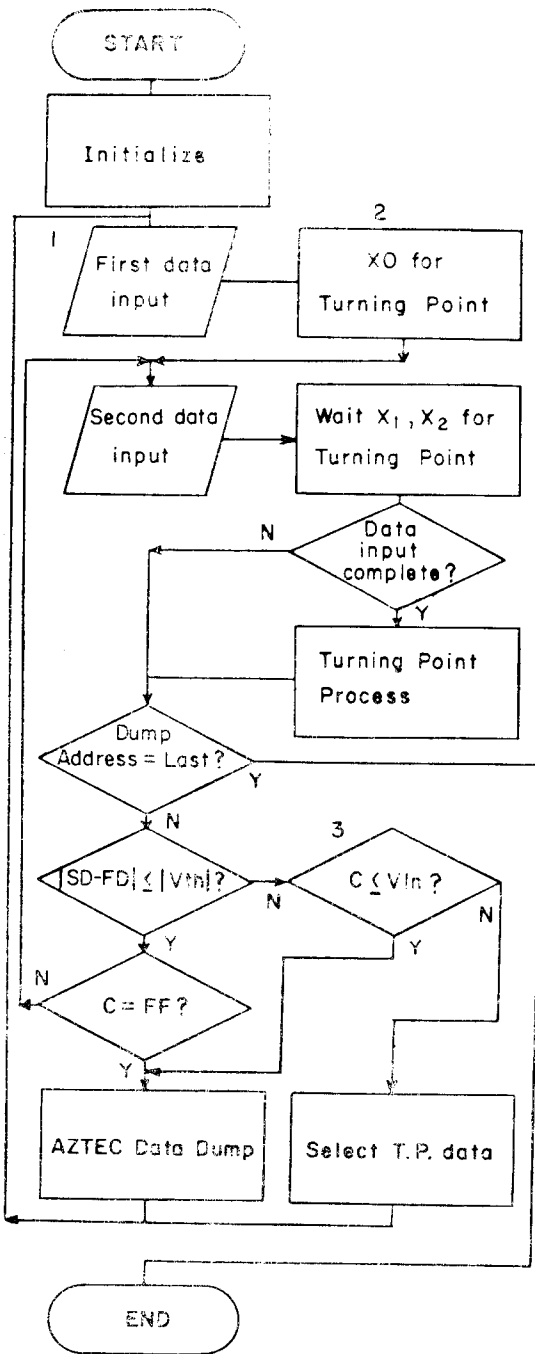 START
Initialize
1
2
First data
input
XO for
Turning Point
Second data
input
Wait X₁, X₂ for
Turning Point
N
Data
input
complete?
Y
Turning Point
Process
Dump
Address = Last?
Y
N
3
|SD-FD| ≤ |Vth|?
N
C ≤ Vln ?
N
Y
Y
N
C = FF ?
Y
AZTEC Data Dump
Select T.P. data
END